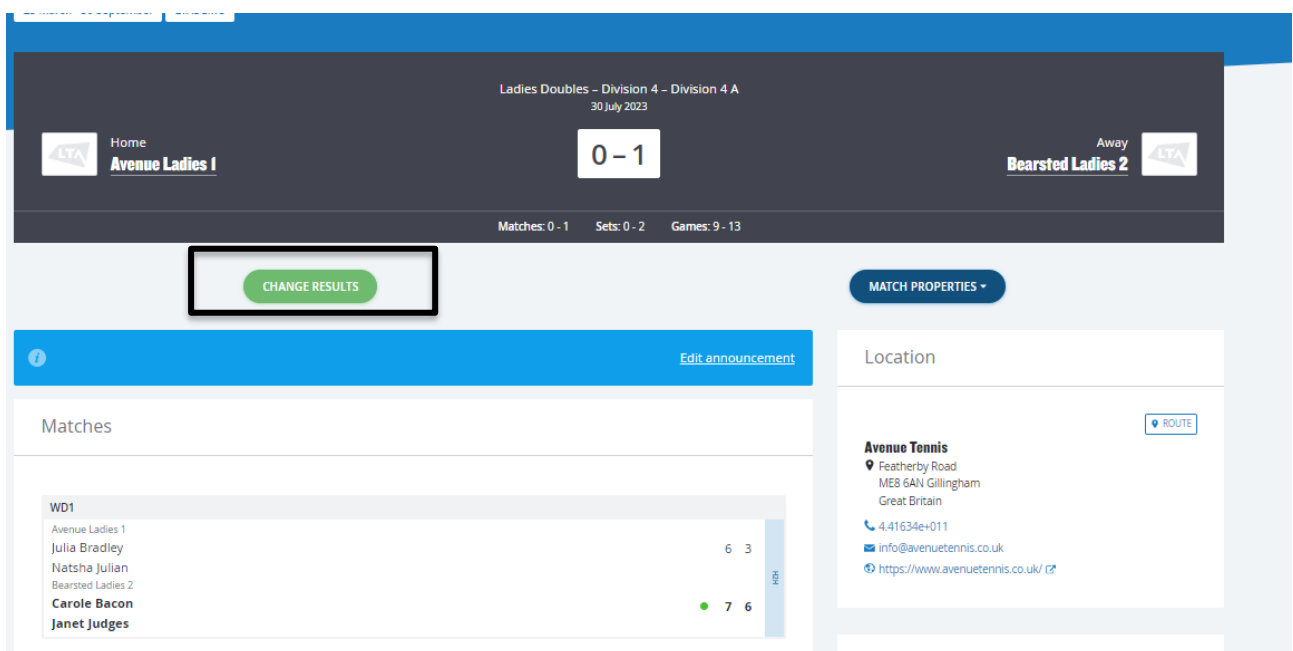 Ladies Doubles – Division 4 – Division 4 A
30 July 2023
Home
Avenue Ladies 1
0 – 1
Away
Bearsted Ladies 2
LTA
LTA
Matches: 0 - 1 Sets: 0 - 2 Games: 9 - 13
CHANGE RESULTS
MATCH PROPERTIES
Edit announcement
Matches
WD1
Avenue Ladies 1
Julia Bradley
6 3
Natsha Julian
Bearsted Ladies 2
Carole Bacon
7 6
Janet Judges
H2H
Location
ROUTE
Avenue Tennis
Featherby Road
ME8 6AN Gillingham
Great Britain
4.41634e+011
info@avenuetennis.co.uk
https://www.avenuetennis.co.uk/